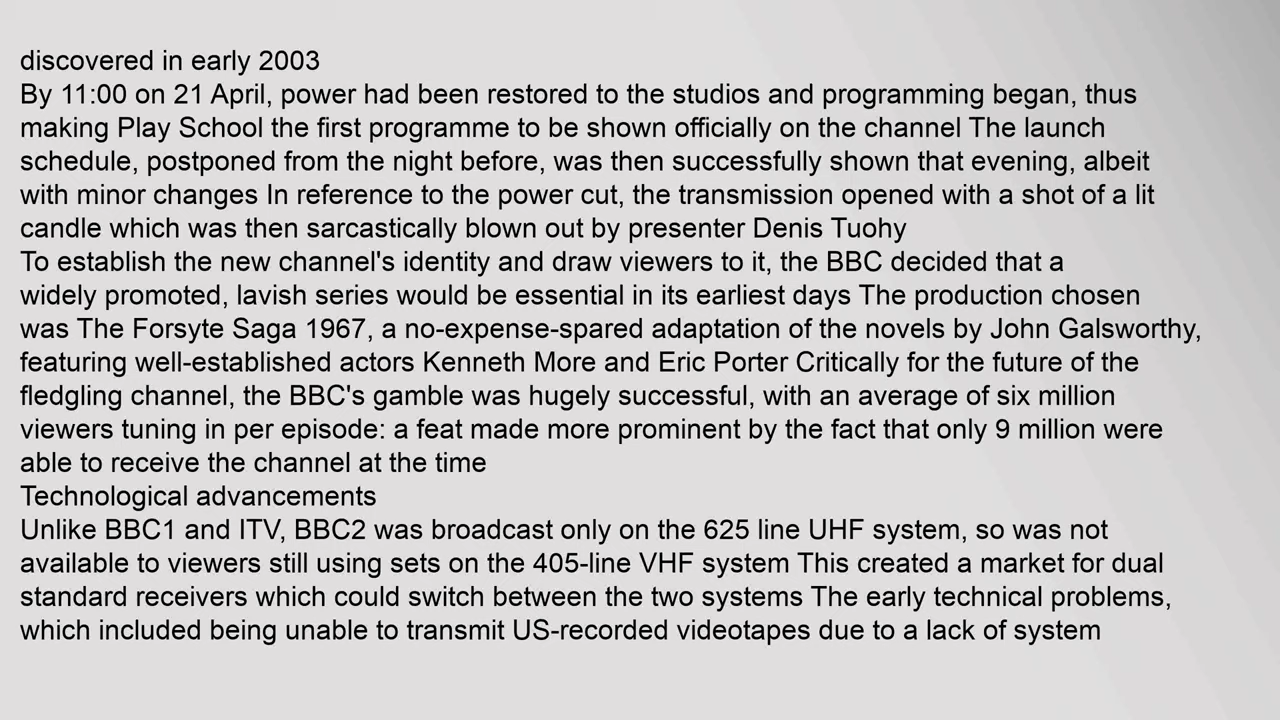 discovered in early 2003
By 11:00 on 21 April, power had been restored to the studios and programming began, thus
making Play School the first programme to be shown officially on the channel The launch
schedule, postponed from the night before, was then successfully shown that evening, albeit
with minor changes In reference to the power cut, the transmission opened with a shot of a lit
candle which was then sarcastically blown out by presenter Denis Tuohy
To establish the new channel's identity and draw viewers to it, the BBC decided that a
widely promoted, lavish series would be essential in its earliest days The production chosen
was The Forsyte Saga 1967, a no-expense-spared adaptation of the novels by John Galsworthy,
featuring well-established actors Kenneth More and Eric Porter Critically for the future of the
fledgling channel, the BBC's gamble was hugely successful, with an average of six million
viewers tuning in per episode: a feat made more prominent by the fact that only 9 million were
able to receive the channel at the time
Technological advancements
Unlike BBC1 and ITV, BBC2 was broadcast only on the 625 line UHF system, so was not
available to viewers still using sets on the 405-line VHF system This created a market for dual
standard receivers which could switch between the two systems The early technical problems,
which included being unable to transmit US-recorded videotapes due to a lack of system